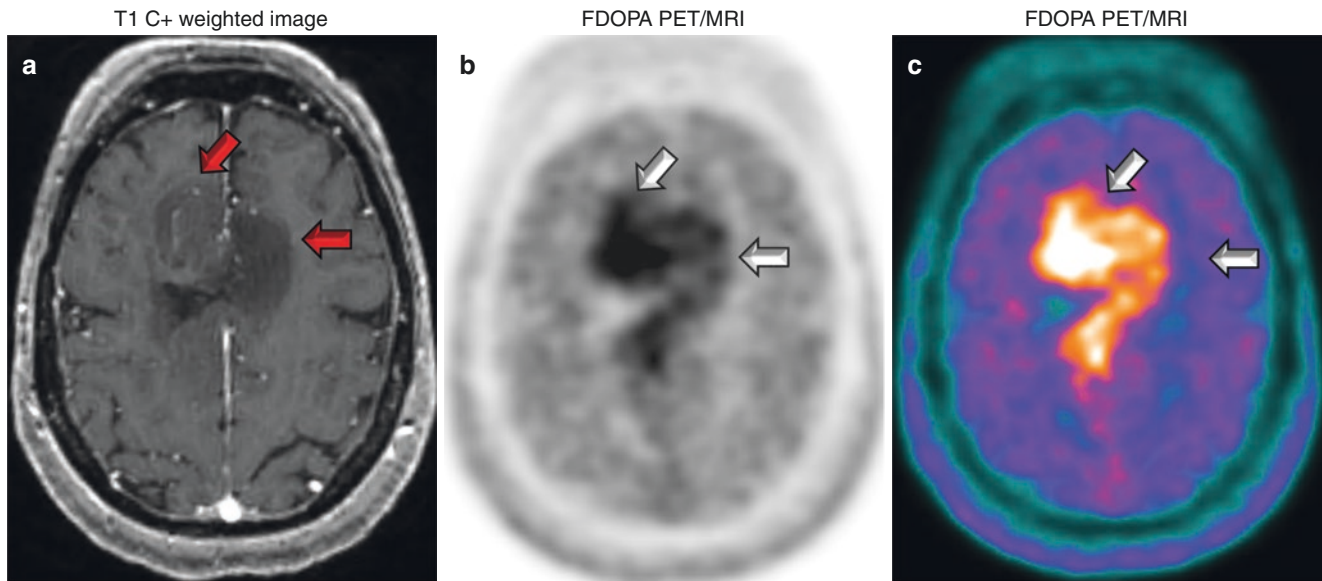 T1 C+ weighted image
FDOPA PET/MRI
FDOPA PET/MRI
a
b
c